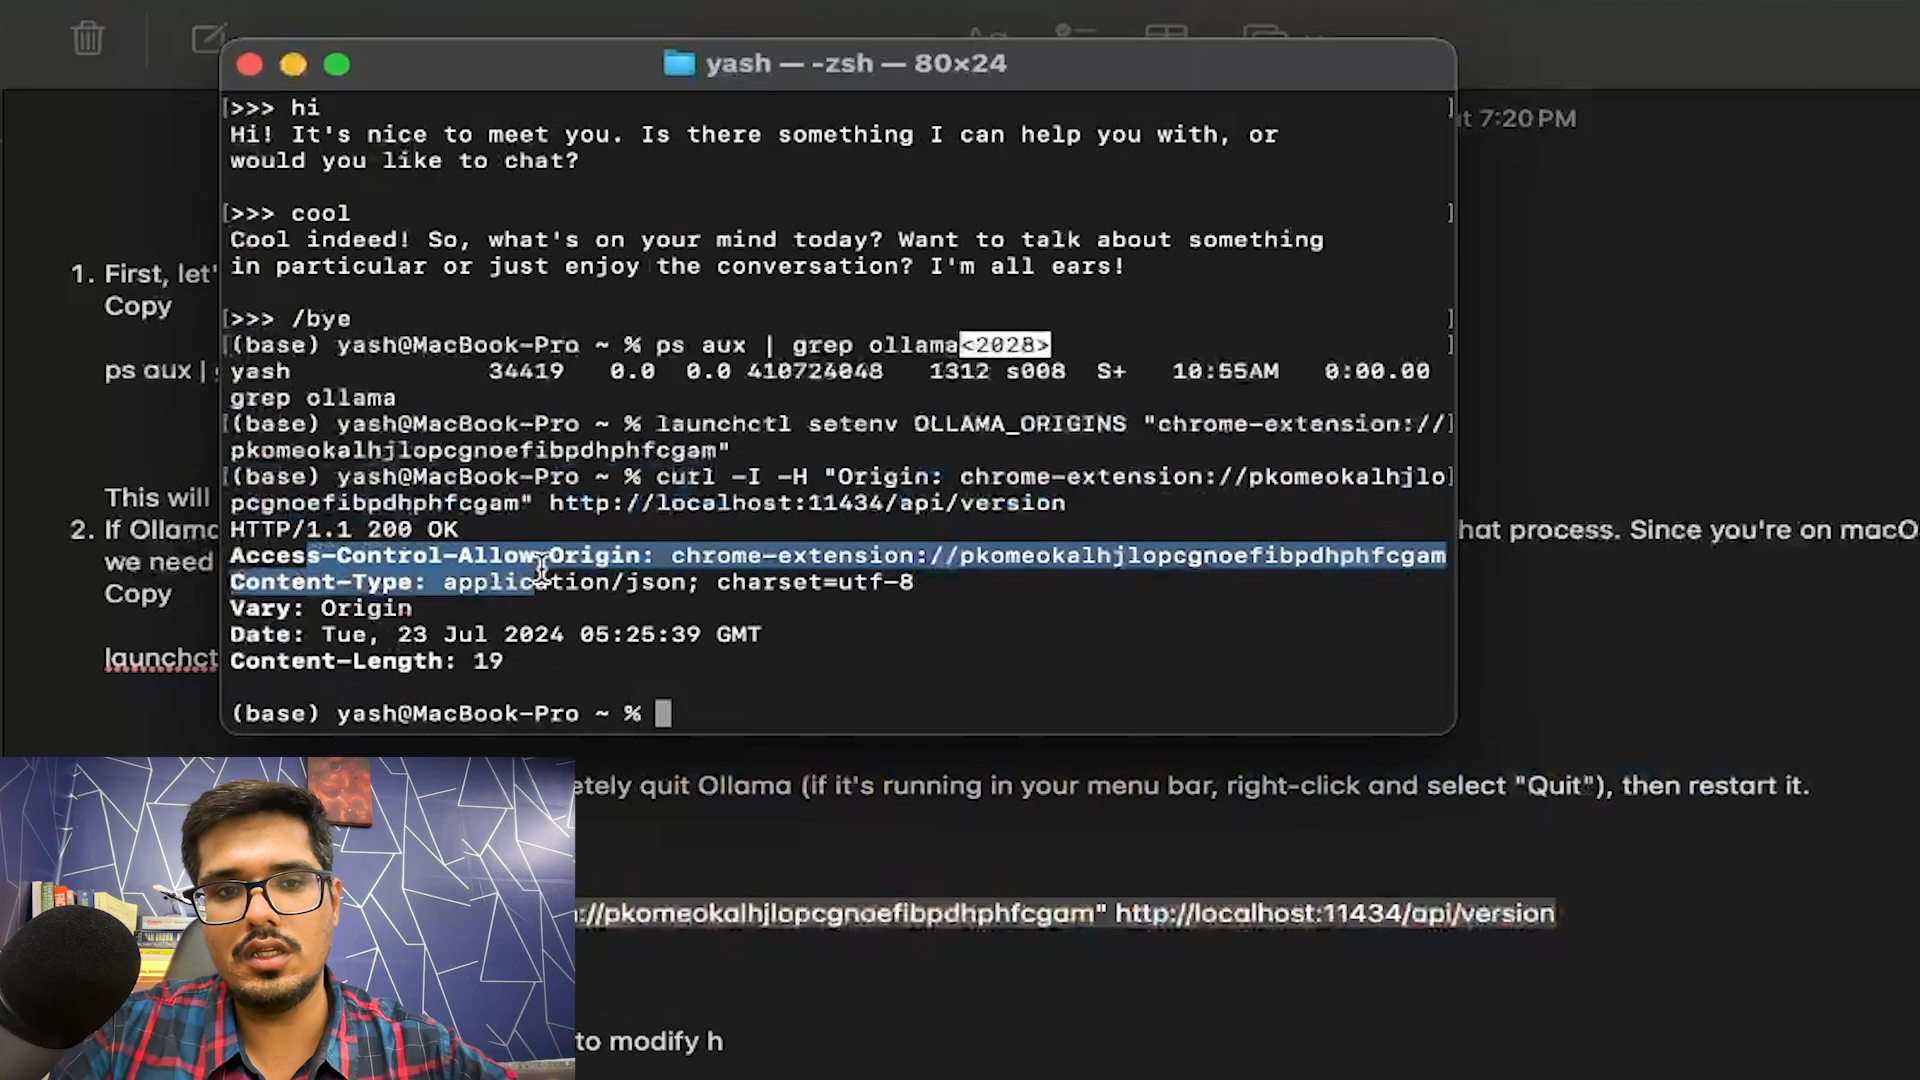 yash — -zsh — 80×24
[>>> hi ]
Hi! It's nice to meet you. Is there something I can help you with, or
would you like to chat?
[>>> cool ]
Cool indeed! So, what's on your mind today? Want to talk about something
in particular or just enjoy the conversation? I'm all ears!
[>>> /bye ]
[(base) yash@MacBook-Pro ~ % ps aux | grep ollama<2028> ]
yash 34419 0.0 0.0 410724048 1312 s008 S+ 10:55AM 0:00.00
grep ollama
[(base) yash@MacBook-Pro ~ % launchctl setenv OLLAMA_ORIGINS "chrome-extension://]
pkomeokalhjlopcgnoefibpdhphfcgam"
[(base) yash@MacBook-Pro ~ % curl -I -H "Origin: chrome-extension://pkomeokalhjlo]
pcgnoefibpdhphfcgam" http://localhost:11434/api/version
HTTP/1.1 200 OK
Access-Control-Allow-Origin: chrome-extension://pkomeokalhjlopcgnoefibpdhphfcgam
Content-Type: application/json; charset=utf-8
Vary: Origin
Date: Tue, 23 Jul 2024 05:25:39 GMT
Content-Length: 19
(base) yash@MacBook-Pro ~ %
7:20 PM
1. First, let'
Copy
ps aux |
This will
2. If Ollama hat process. Since you're on macO
we need
Copy
launchct
etely quit Ollama (if it's running in your menu bar, right-click and select "Quit"), then restart it.
://pkomeokalhjlopcgnoefibpdhphfcgam" http://localhost:11434/api/version
to modify h